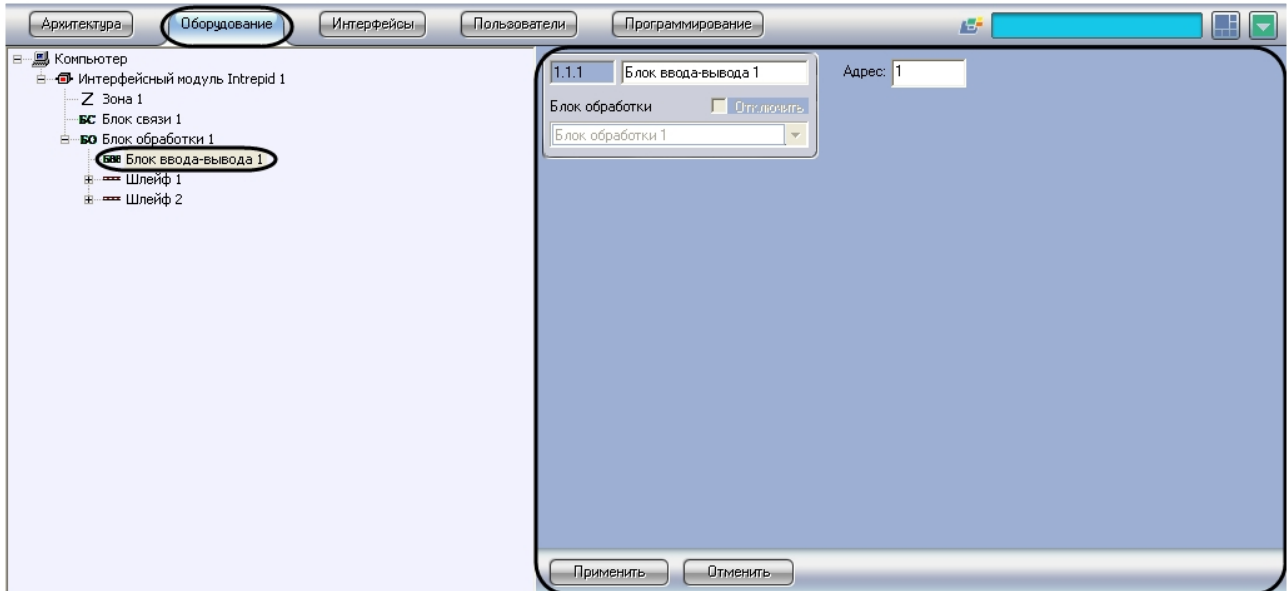 Архитектура Оборудование Интерфейсы Пользователи Программирование
Компьютер
Интерфейсный модуль Intrepid 1
Z Зона 1
БС Блок связи 1
БО Блок обработки 1
БВВ Блок ввода-вывода 1
Шлейф 1
Шлейф 2
1.1.1 Блок ввода-вывода 1 Адрес: 1
Блок обработки Отключить
Блок обработки 1
Применить Отменить